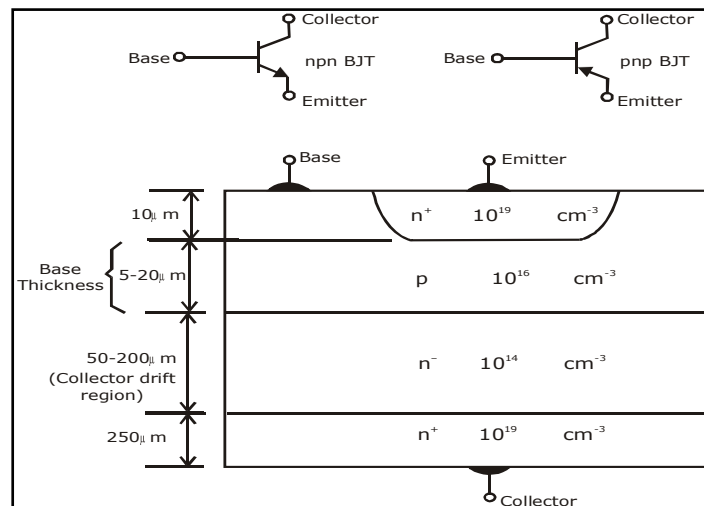 Collector
Base npn BJT
Emitter
Collector
Base pnp BJT
Emitter
Base
Emitter
10μ m
n⁺ 10¹⁹ cm⁻³
Base
Thickness
5-20μ m
p 10¹⁶ cm⁻³
50-200μ m
(Collector drift
region)
n⁻ 10¹⁴ cm⁻³
250μ m
n⁺ 10¹⁹ cm⁻³
Collector